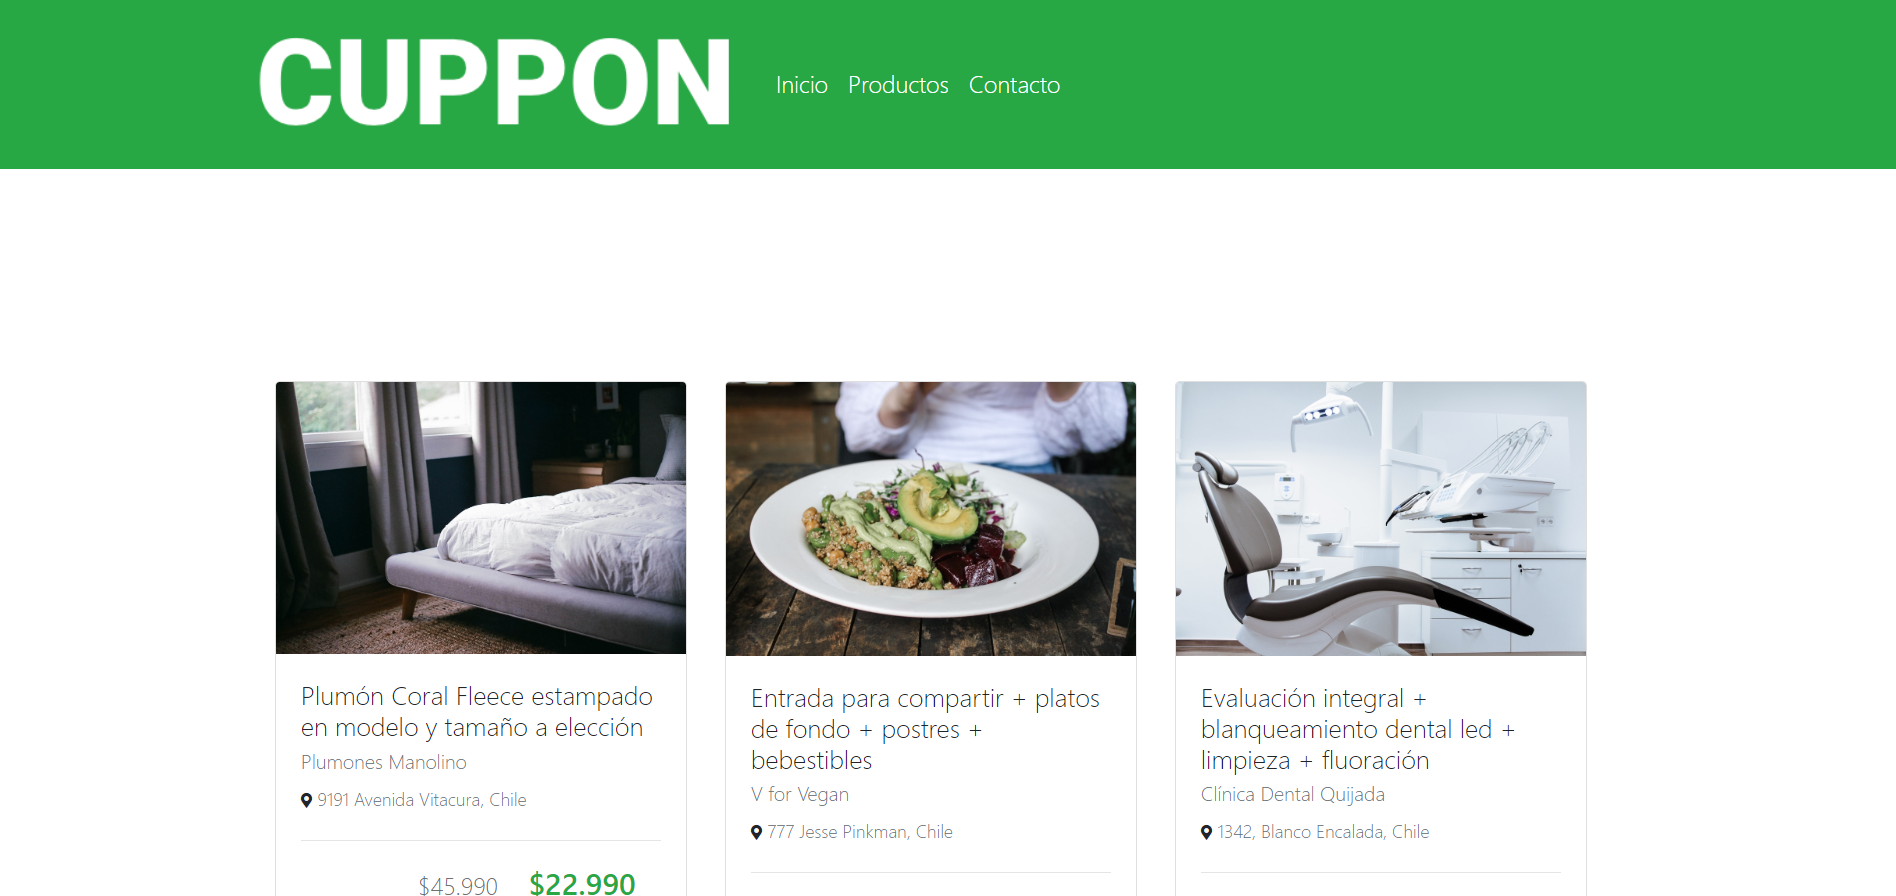 CUPPON
Inicio Productos Contacto
Plumón Coral Fleece estampado
en modelo y tamaño a elección
Plumones Manolino
9191 Avenida Vitacura, Chile
$45.990 $22.990
Entrada para compartir + platos
de fondo + postres +
bebestibles
V for Vegan
777 Jesse Pinkman, Chile
Evaluación integral +
blanqueamiento dental led +
limpieza + fluoración
Clínica Dental Quijada
1342, Blanco Encalada, Chile